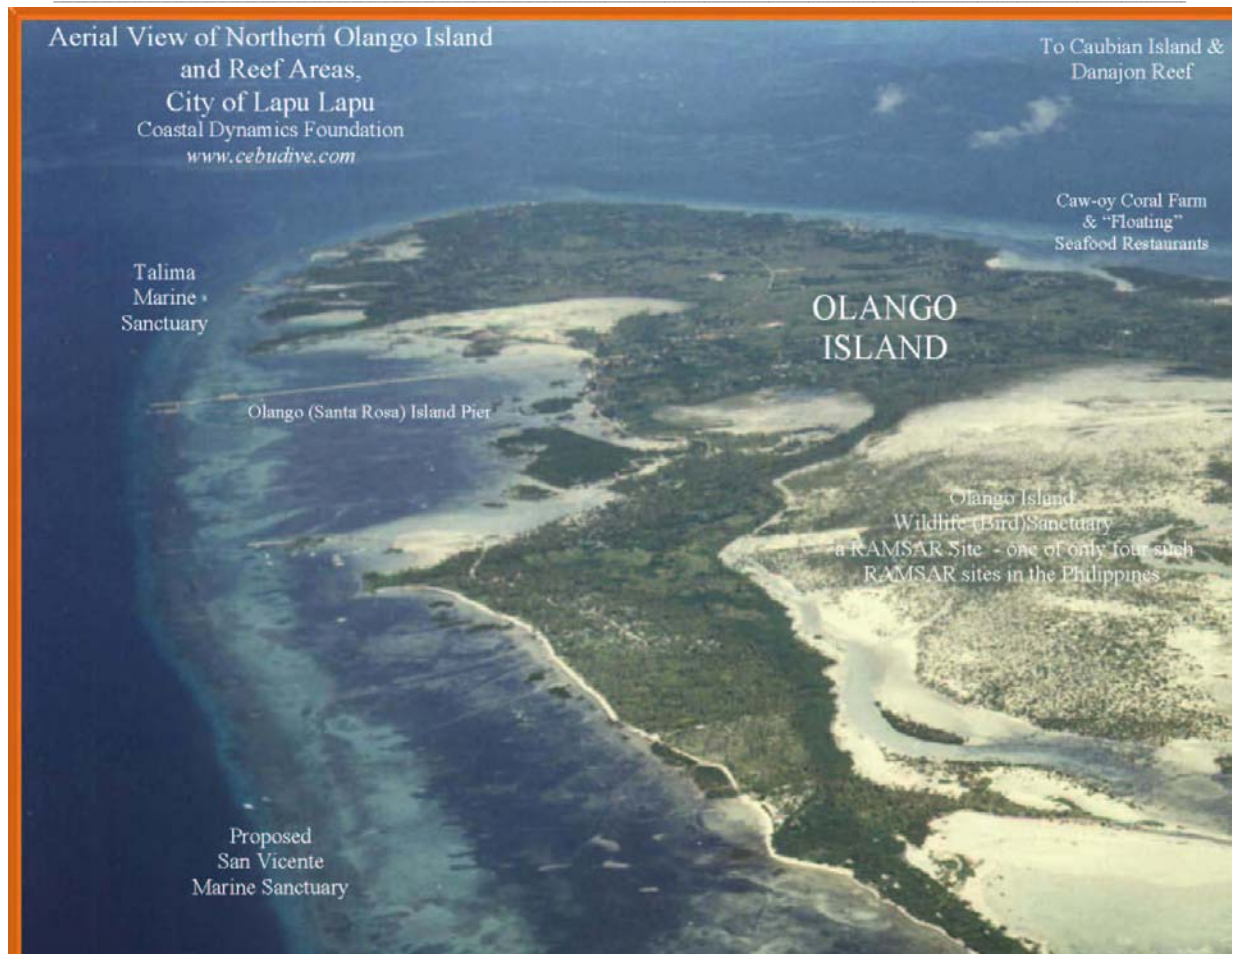 Aerial View of Northern Olango Island
and Reef Areas,
City of Lapu Lapu
Coastal Dynamics Foundation
www.cebudive.com
To Caubian Island &
Danajon Reef
Caw-oy Coral Farm
& "Floating"
Seafood Restaurants
Talima
Marine
Sanctuary
OLANGO
ISLAND
Olango (Santa Rosa) Island Pier
Olango Island
Wildlife (Bird)Sanctuary
a RAMSAR Site - one of only four such
RAMSAR sites in the Philippines
Proposed
San Vicente
Marine Sanctuary